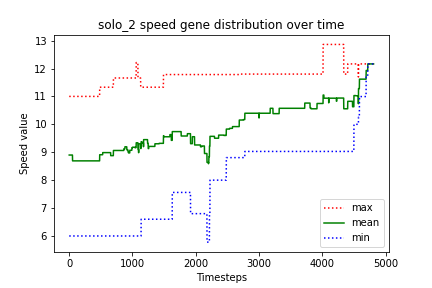 solo_2 speed gene distribution over time
13
12
11
10
9
8
7
6
Speed value
0
1000
2000
3000
4000
5000
Timesteps
max
mean
min